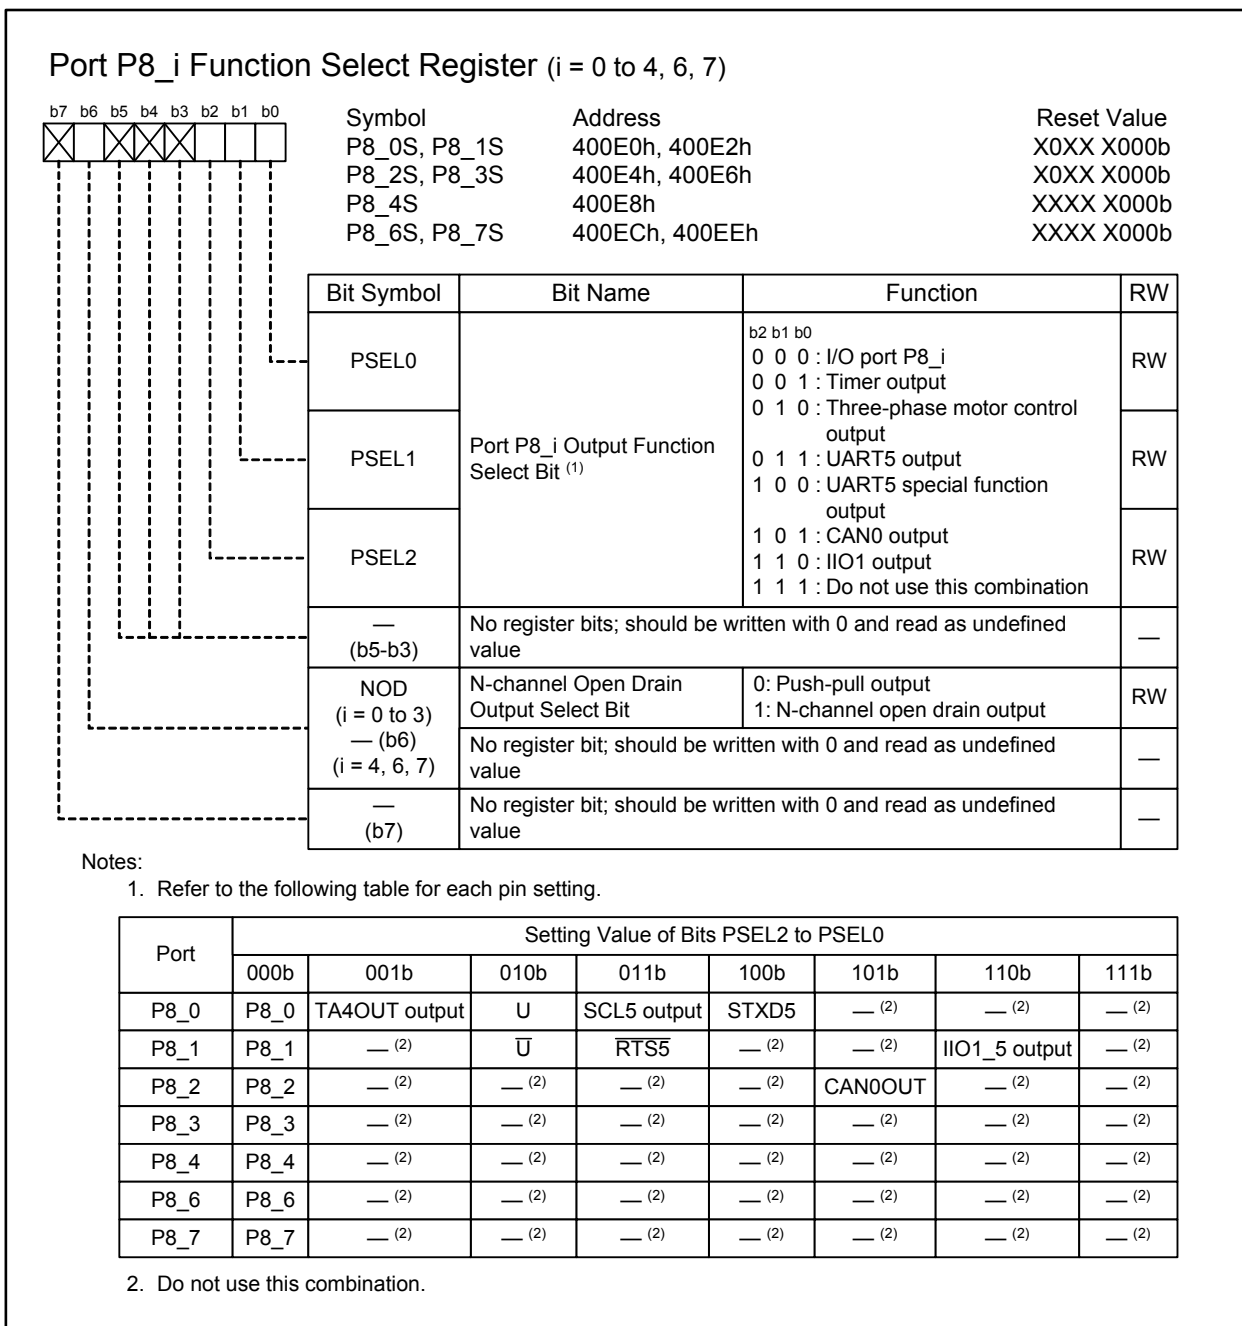 Port P8_i Function Select Register (i = 0 to 4, 6, 7)
b7 b6 b5 b4 b3 b2 b1 b0
Symbol Address Reset Value
P8_0S, P8_1S 400E0h, 400E2h X0XX X000b
P8_2S, P8_3S 400E4h, 400E6h X0XX X000b
P8_4S 400E8h XXXX X000b
P8_6S, P8_7S 400ECh, 400EEh XXXX X000b
Bit Symbol Bit Name Function RW
PSEL0
PSEL1
PSEL2
Port P8_i Output Function
Select Bit (1)
b2 b1 b0
0 0 0 : I/O port P8_i
0 0 1 : Timer output
0 1 0 : Three-phase motor control
output
0 1 1 : UART5 output
1 0 0 : UART5 special function
output
1 0 1 : CAN0 output
1 1 0 : IIO1 output
1 1 1 : Do not use this combination
RW
RW
RW
—
(b5-b3)
No register bits; should be written with 0 and read as undefined
value
—
NOD
(i = 0 to 3)
— (b6)
(i = 4, 6, 7)
N-channel Open Drain
Output Select Bit
0: Push-pull output
1: N-channel open drain output
RW
No register bit; should be written with 0 and read as undefined
value
—
—
(b7)
No register bit; should be written with 0 and read as undefined
value
—
Notes:
1. Refer to the following table for each pin setting.
Port Setting Value of Bits PSEL2 to PSEL0
000b 001b 010b 011b 100b 101b 110b 111b
P8_0 P8_0 TA4OUT output U SCL5 output STXD5 — (2) — (2) — (2)
P8_1 P8_1 — (2) U̅ R̅T̅S̅5̅ — (2) — (2) IIO1_5 output — (2)
P8_2 P8_2 — (2) — (2) — (2) — (2) CAN0OUT — (2) — (2)
P8_3 P8_3 — (2) — (2) — (2) — (2) — (2) — (2) — (2)
P8_4 P8_4 — (2) — (2) — (2) — (2) — (2) — (2) — (2)
P8_6 P8_6 — (2) — (2) — (2) — (2) — (2) — (2) — (2)
P8_7 P8_7 — (2) — (2) — (2) — (2) — (2) — (2) — (2)
2. Do not use this combination.